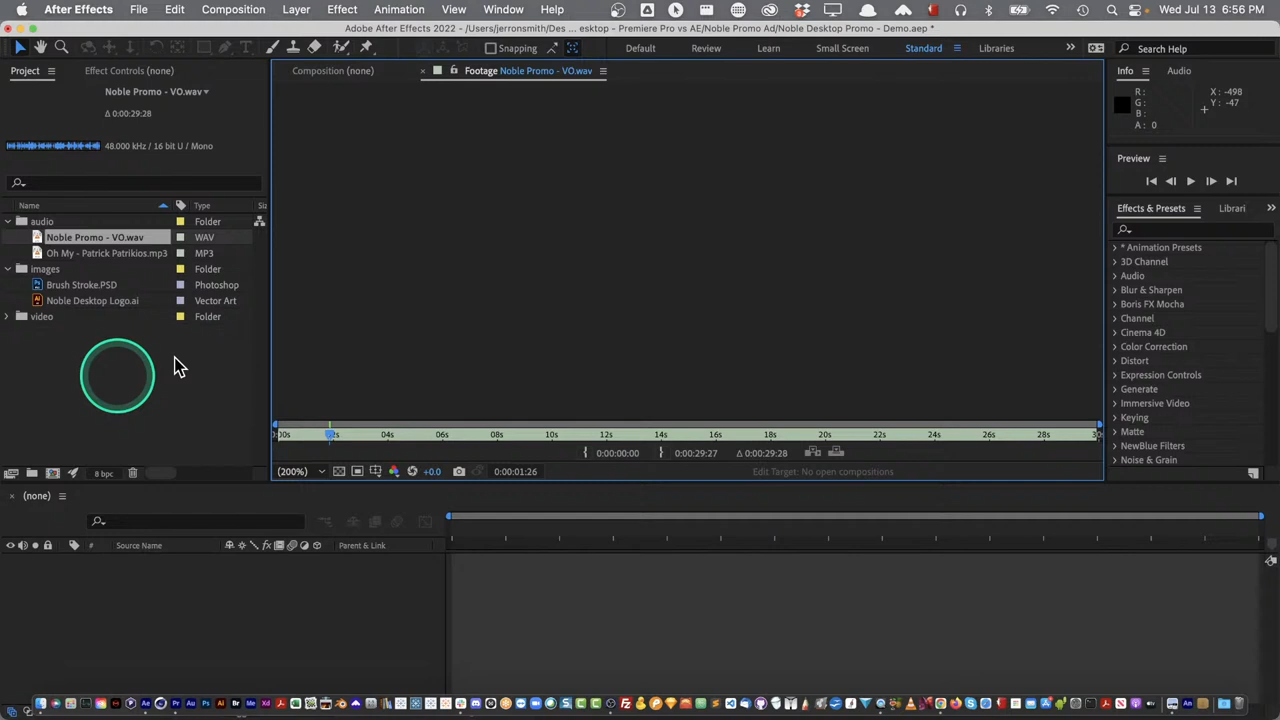 After Effects File Edit Composition Layer Effect Animation View Window Help Wed Jul 13 6:56 PM
Adobe After Effects 2022 - /Users/jerronsmith/Des ... esktop - Premiere Pro vs AE/Noble Promo Ad/Noble Desktop Promo - Demo.aep *
Snapping Default Review Learn Small Screen Standard Libraries Search Help
Project Effect Controls (none) Composition (none) Footage Noble Promo - VO.wav Info Audio
Noble Promo - VO.wav
Δ 0:00:29:28
R: X: -498
G: Y: -47
B:
A: 0
48.000 kHz / 16 bit U / Mono
Preview
Name Type Si
audio Folder
Noble Promo - VO.wav WAV
Oh My - Patrick Patrikios.mp3 MP3
images Folder
Brush Stroke.PSD Photoshop
Noble Desktop Logo.ai Vector Art
video Folder
Effects & Presets Librari
* Animation Presets
3D Channel
Audio
Blur & Sharpen
Boris FX Mocha
Channel
Cinema 4D
Color Correction
Distort
Expression Controls
Generate
Immersive Video
Keying
Matte
NewBlue Filters
Noise & Grain
04s 06s 08s 10s 12s 14s 16s 18s 20s 22s 24s 26s 28s
0:00:00:00 0:00:29:27 Δ 0:00:29:28
8 bpc (200%) +0.0 0:00:01:26 Edit Target: No open compositions
(none)
# Source Name Parent & Link